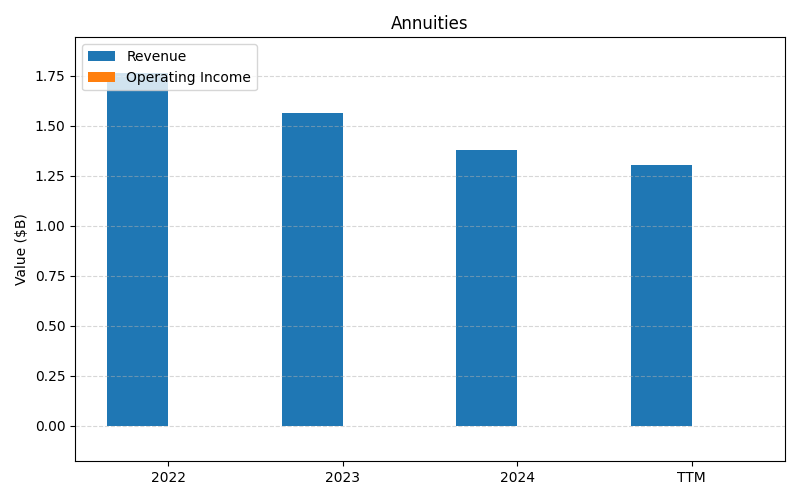 Annuities
Revenue
Operating Income
Value ($B)
1.75
1.50
1.25
1.00
0.75
0.50
0.25
0.00
2022
2023
2024
TTM